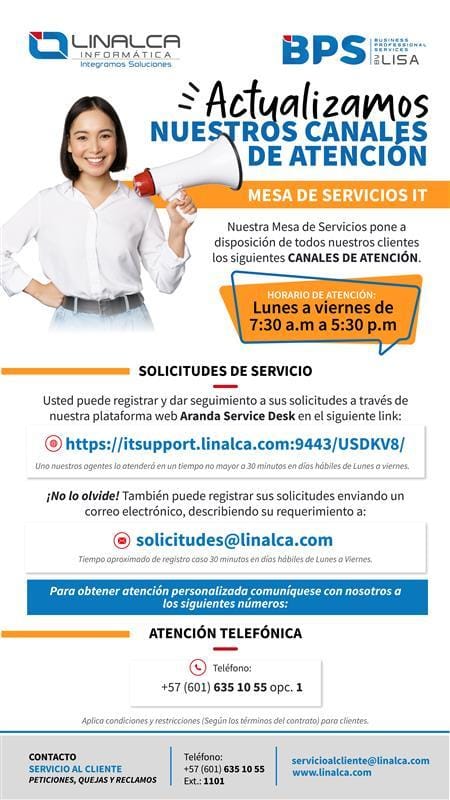 LINALCA
INFORMÁTICA
Integramos Soluciones
BPS
BUSINESS
PROFESSIONAL
SERVICES
BY LISA
Actualizamos
NUESTROS CANALES
DE ATENCIÓN
MESA DE SERVICIOS IT
Nuestra Mesa de Servicios pone a
disposición de todos nuestros clientes
los siguientes CANALES DE ATENCIÓN.
HORARIO DE ATENCIÓN:
Lunes a viernes de
7:30 a.m a 5:30 p.m
SOLICITUDES DE SERVICIO
Usted puede registrar y dar seguimiento a sus solicitudes a través de
nuestra plataforma web Aranda Service Desk en el siguiente link:
https://itsupport.linalca.com:9443/USDKV8/
Uno nuestros agentes lo atenderá en un tiempo no mayor a 30 minutos en días hábiles de Lunes a viernes.
¡No lo olvide! También puede registrar sus solicitudes enviando un
correo electrónico, describiendo su requerimiento a:
solicitudes@linalca.com
Tiempo aproximado de registro caso 30 minutos en días hábiles de Lunes a Viernes.
Para obtener atención personalizada comuníquese con nosotros a
los siguientes números:
ATENCIÓN TELEFÓNICA
Teléfono:
+57 (601) 635 10 55 opc. 1
Aplica condiciones y restricciones (Según los términos del contrato) para clientes.
CONTACTO
SERVICIO AL CLIENTE
PETICIONES, QUEJAS Y RECLAMOS
Teléfono:
+57 (601) 635 10 55
Ext.: 1101
servicioalcliente@linalca.com
www.linalca.com